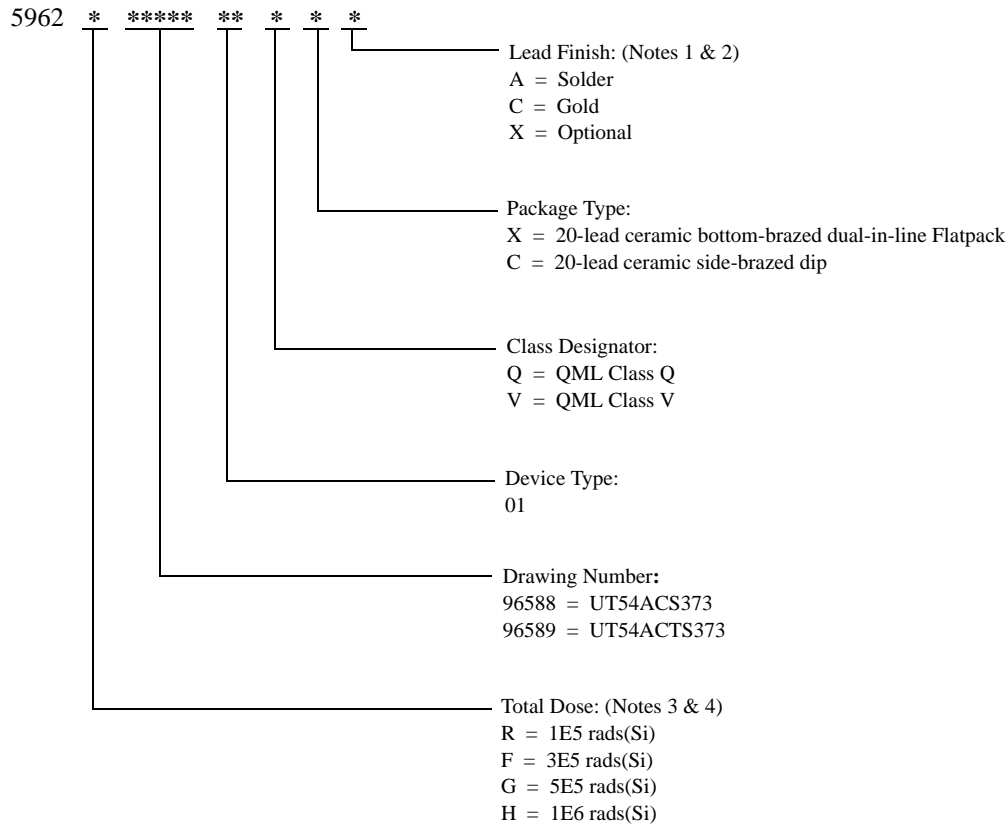 5962 * ***** ** * * *
Lead Finish: (Notes 1 & 2)
A = Solder
C = Gold
X = Optional
Package Type:
X = 20-lead ceramic bottom-brazed dual-in-line Flatpack
C = 20-lead ceramic side-brazed dip
Class Designator:
Q = QML Class Q
V = QML Class V
Device Type:
01
Drawing Number:
96588 = UT54ACS373
96589 = UT54ACTS373
Total Dose: (Notes 3 & 4)
R = 1E5 rads(Si)
F = 3E5 rads(Si)
G = 5E5 rads(Si)
H = 1E6 rads(Si)